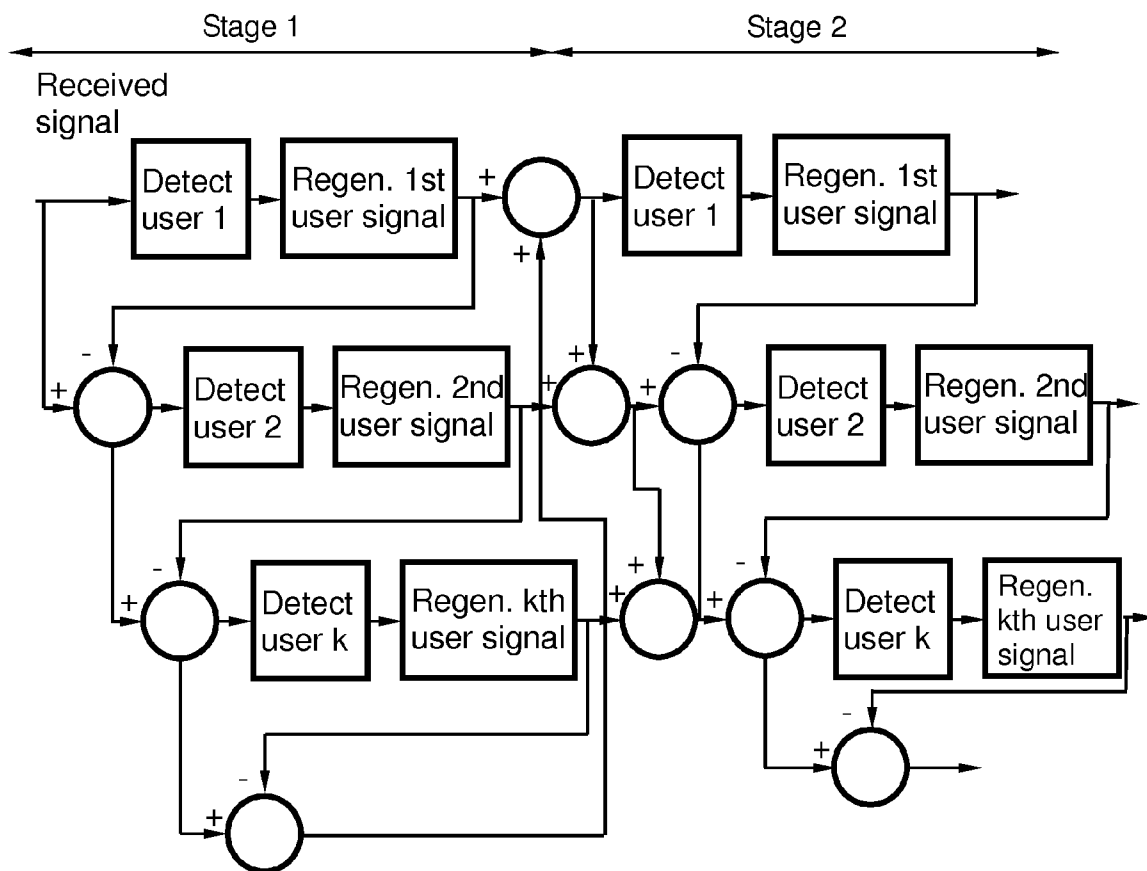 Stage 1
Stage 2
Received
signal
Detect
user 1
Regen. 1st
user signal
+
+
Detect
user 1
Regen. 1st
user signal
-
+
Detect
user 2
Regen. 2nd
user signal
+
+
+
-
Detect
user 2
Regen. 2nd
user signal
-
+
Detect
user k
Regen. kth
user signal
+
+
+
-
Detect
user k
Regen.
kth user
signal
-
+
-
+